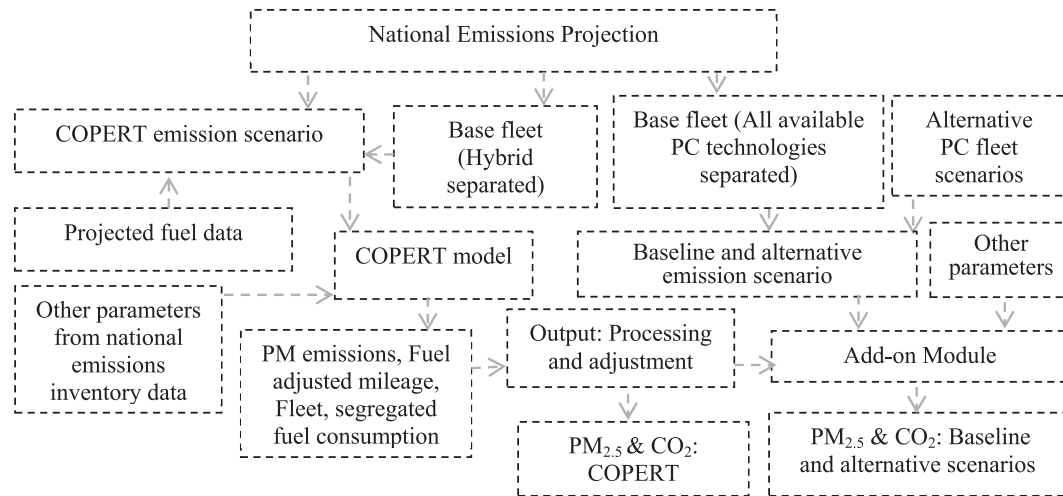 National Emissions Projection
COPERT emission scenario
Base fleet
(Hybrid
separated)
Base fleet (All available
PC technologies
separated)
Alternative
PC fleet
scenarios
Projected fuel data
COPERT model
Baseline and alternative
emission scenario
Other
parameters
Other parameters
from national
emissions
inventory data
PM emissions, Fuel
adjusted mileage,
Fleet, segregated
fuel consumption
Output: Processing
and adjustment
Add-on Module
PM2.5 & CO2:
COPERT
PM2.5 & CO2: Baseline
and alternative scenarios